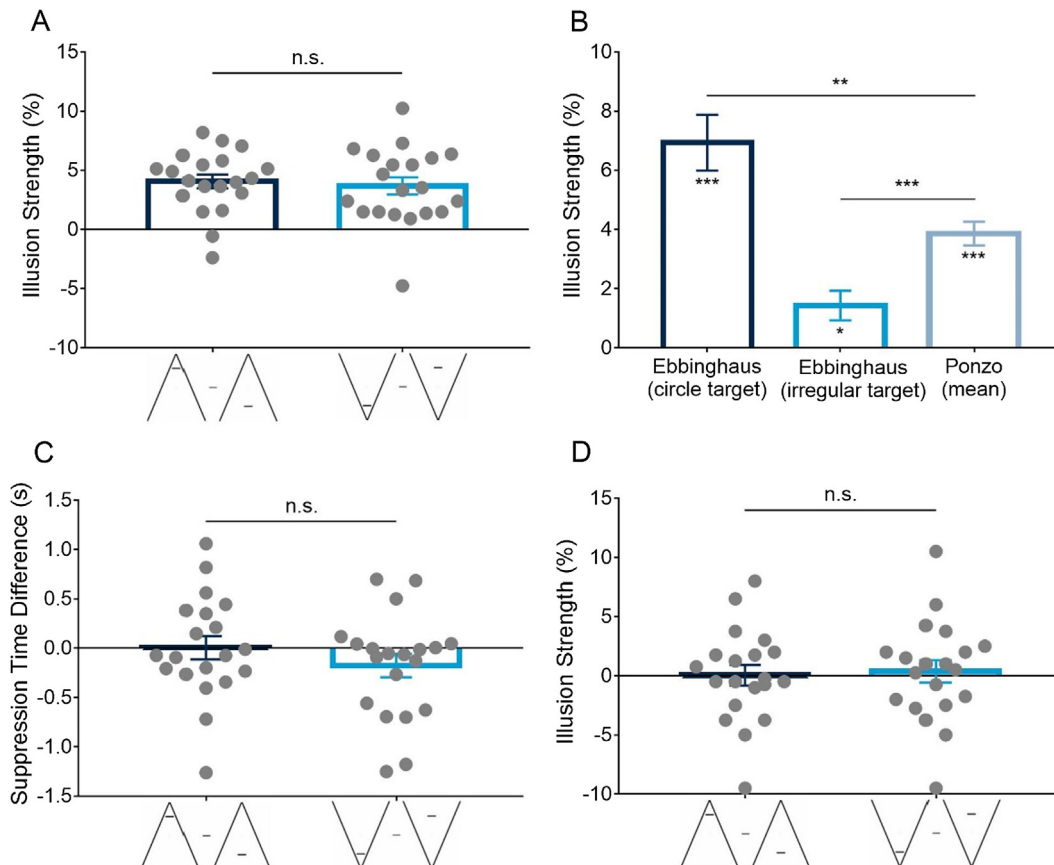 A
Illusion Strength (%)
15
10
5
0
-5
-10
n.s.
B
Illusion Strength (%)
10
8
6
4
2
0
**
***
***
*
***
Ebbinghaus
(circle target)
Ebbinghaus
(irregular target)
Ponzo
(mean)
C
Suppression Time Difference (s)
1.5
1.0
0.5
0.0
-0.5
-1.0
-1.5
n.s.
D
Illusion Strength (%)
15
10
5
0
-5
-10
n.s.